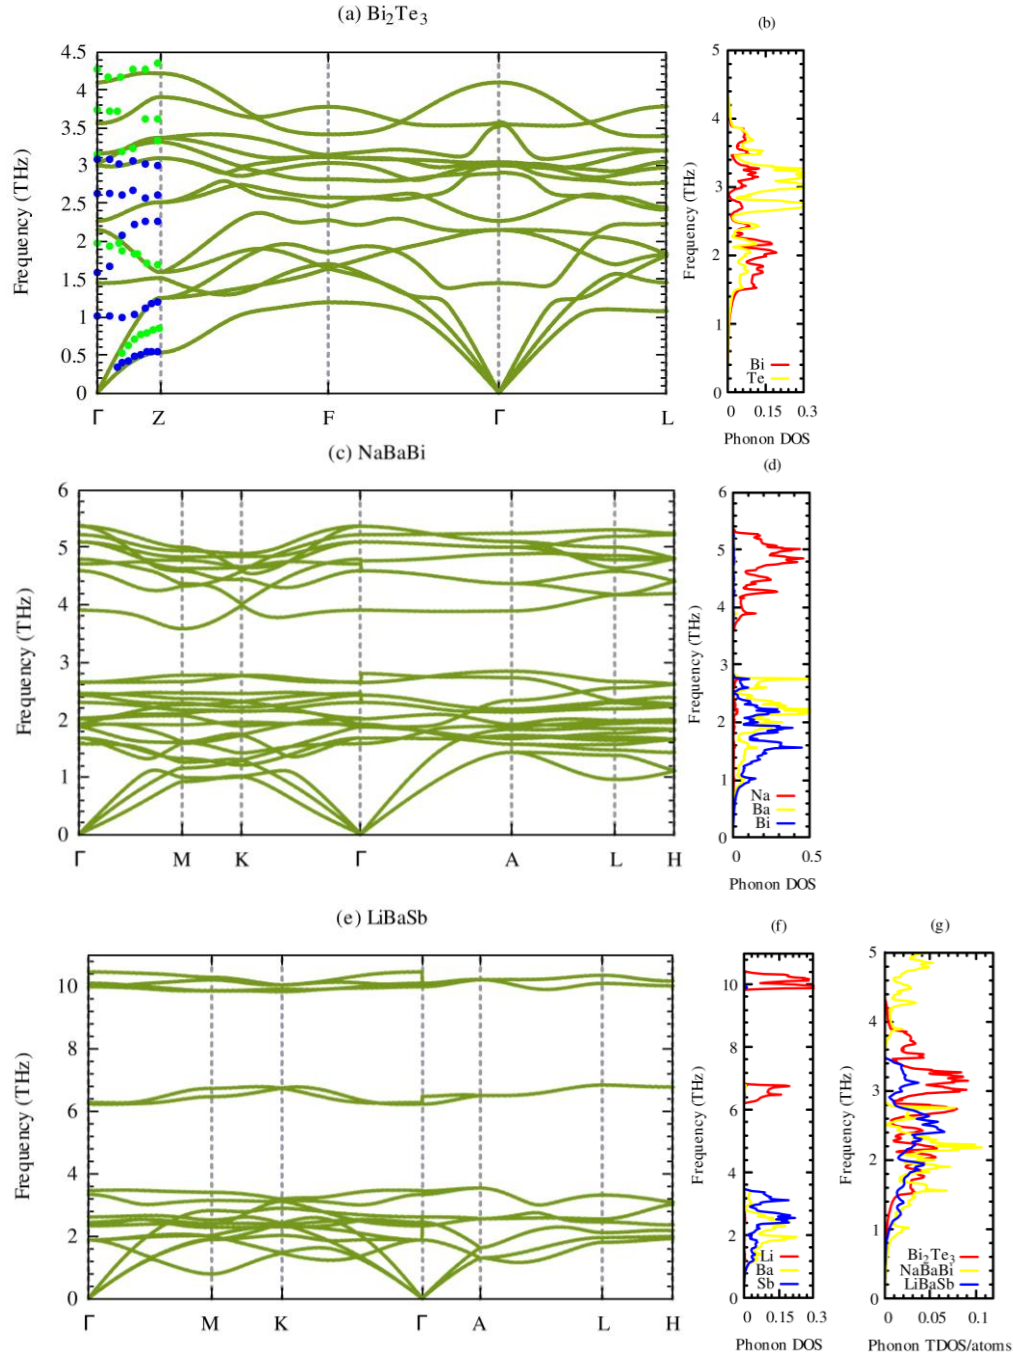 (a) Bi2Te3
(b)
Frequency (THz)
4.5
4
3.5
3
2.5
2
1.5
1
0.5
0
Γ Z F Γ L
Frequency (THz)
5
4
3
2
1
0
Bi
Te
0 0.15 0.3
Phonon DOS
(c) NaBaBi
(d)
Frequency (THz)
6
5
4
3
2
1
0
Γ M K Γ A L H
Frequency (THz)
6
5
4
3
2
1
0
Na
Ba
Bi
0 0.5
Phonon DOS
(e) LiBaSb
(f)
(g)
Frequency (THz)
10
8
6
4
2
0
Γ M K Γ A L H
Frequency (THz)
10
8
6
4
2
0
Li
Ba
Sb
0 0.15 0.3
Phonon DOS
Frequency (THz)
5
4
3
2
1
0
Bi2Te3
NaBaBi
LiBaSb
0 0.05 0.1
Phonon TDOS/atoms